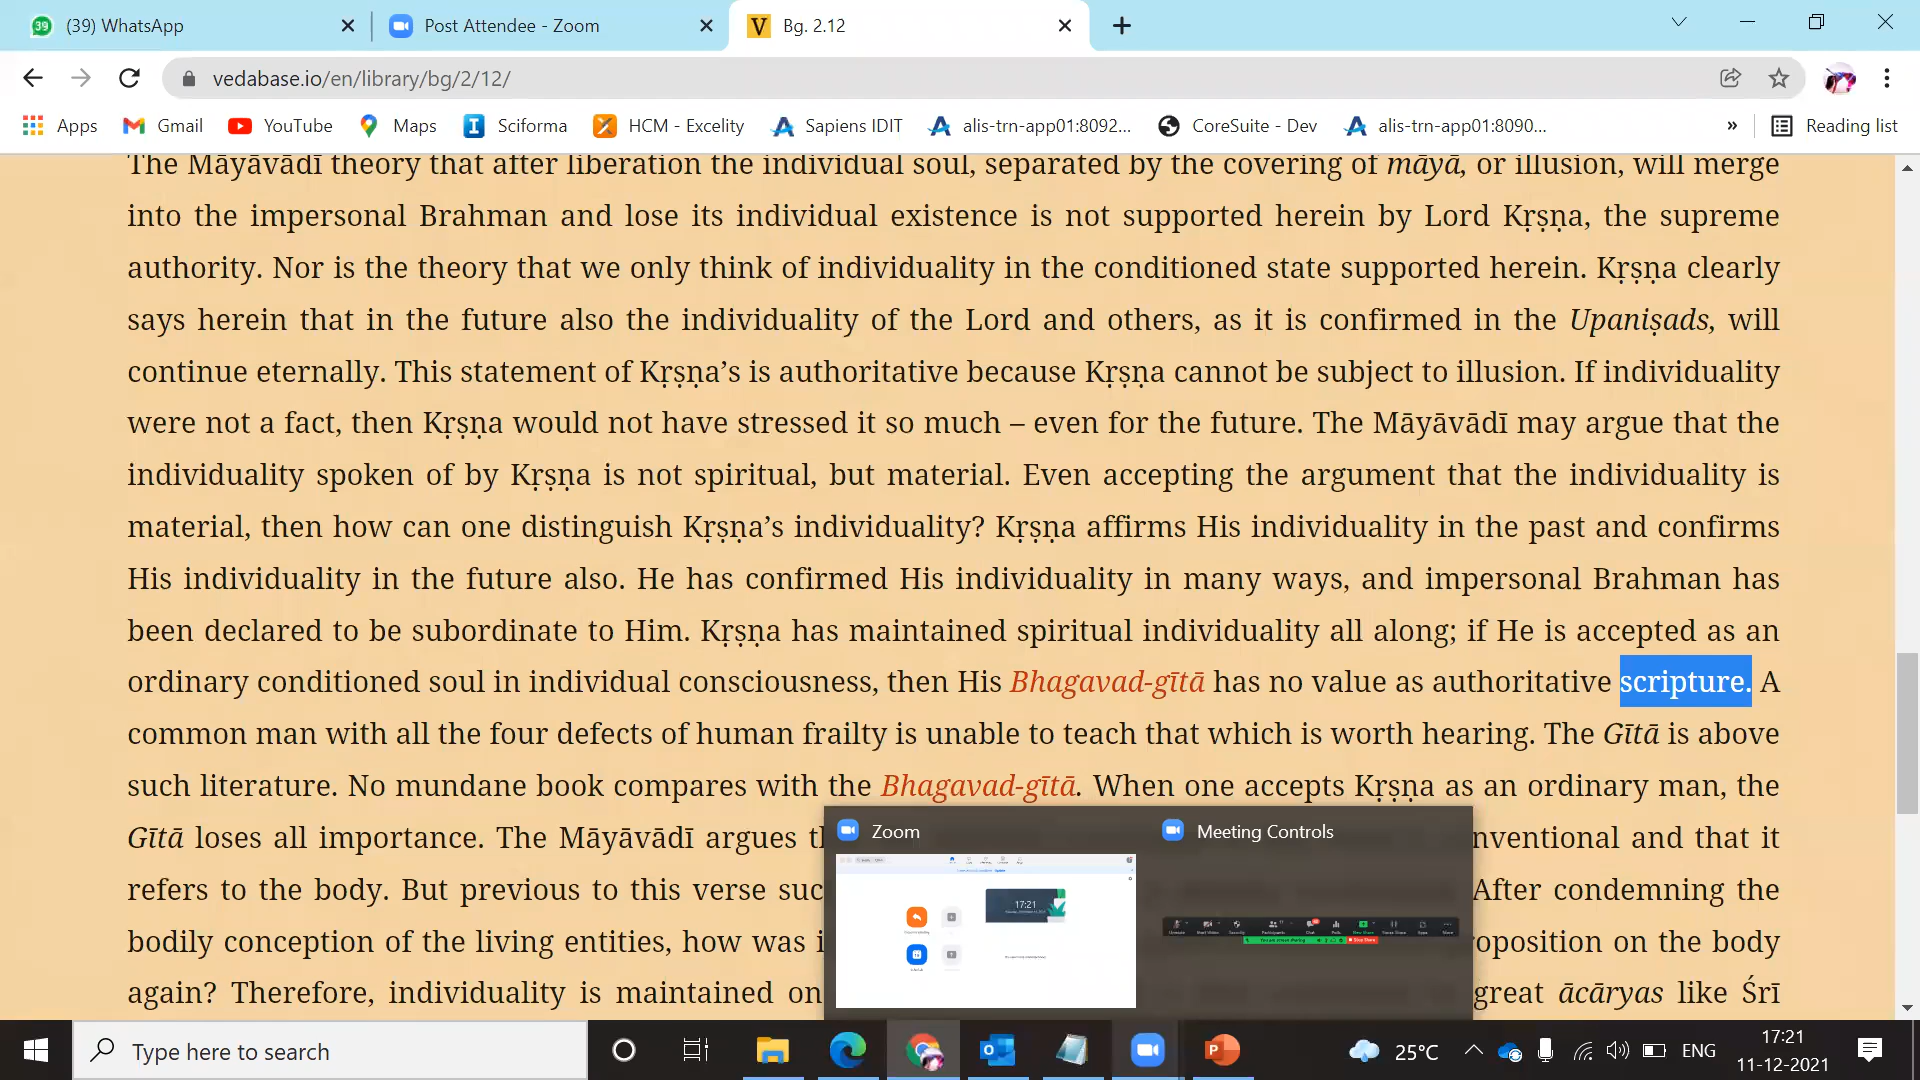 39
(39) WhatsApp
Post Attendee - Zoom
Bg. 2.12
vedabase.io/en/library/bg/2/12/
Apps
Gmail
YouTube
Maps
Sciforma
HCM - Excelity
Sapiens IDIT
alis-trn-app01:8092...
CoreSuite - Dev
alis-trn-app01:8090...
»
Reading list
The Māyāvādī theory that after liberation the individual soul, separated by the covering of māyā, or illusion, will merge
into the impersonal Brahman and lose its individual existence is not supported herein by Lord Kṛṣṇa, the supreme
authority. Nor is the theory that we only think of individuality in the conditioned state supported herein. Kṛṣṇa clearly
says herein that in the future also the individuality of the Lord and others, as it is confirmed in the Upaniṣads, will
continue eternally. This statement of Kṛṣṇa’s is authoritative because Kṛṣṇa cannot be subject to illusion. If individuality
were not a fact, then Kṛṣṇa would not have stressed it so much – even for the future. The Māyāvādī may argue that the
individuality spoken of by Kṛṣṇa is not spiritual, but material. Even accepting the argument that the individuality is
material, then how can one distinguish Kṛṣṇa’s individuality? Kṛṣṇa affirms His individuality in the past and confirms
His individuality in the future also. He has confirmed His individuality in many ways, and impersonal Brahman has
been declared to be subordinate to Him. Kṛṣṇa has maintained spiritual individuality all along; if He is accepted as an
ordinary conditioned soul in individual consciousness, then His Bhagavad-gītā has no value as authoritative scripture. A
common man with all the four defects of human frailty is unable to teach that which is worth hearing. The Gītā is above
such literature. No mundane book compares with the Bhagavad-gītā. When one accepts Kṛṣṇa as an ordinary man, the
Gītā loses all importance. The Māyāvādī argues nventional and that it
refers to the body. But previous to this verse After condemning the
bodily conception of the living entities, how was oposition on the body
again? Therefore, individuality is maintained on great ācāryas like Śrī
Zoom
Meeting Controls
17:21
Type here to search
25°C
ENG
17:21
11-12-2021